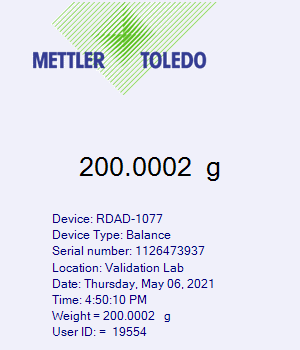 METTLER TOLEDO
200.0002 g
Device: RDAD-1077
Device Type: Balance
Serial number: 1126473937
Location: Validation Lab
Date: Thursday, May 06, 2021
Time: 4:50:10 PM
Weight = 200.0002 g
User ID: = 19554